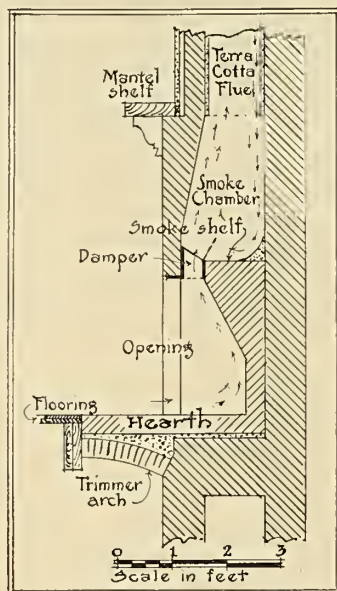 Terra
Cotta
Flue
Mantel
shelf
Smoke
Chamber
Smoke shelf
Damper
Opening
Flooring
Hearth
Trimmer
arch
0 1 2 3
Scale in feet